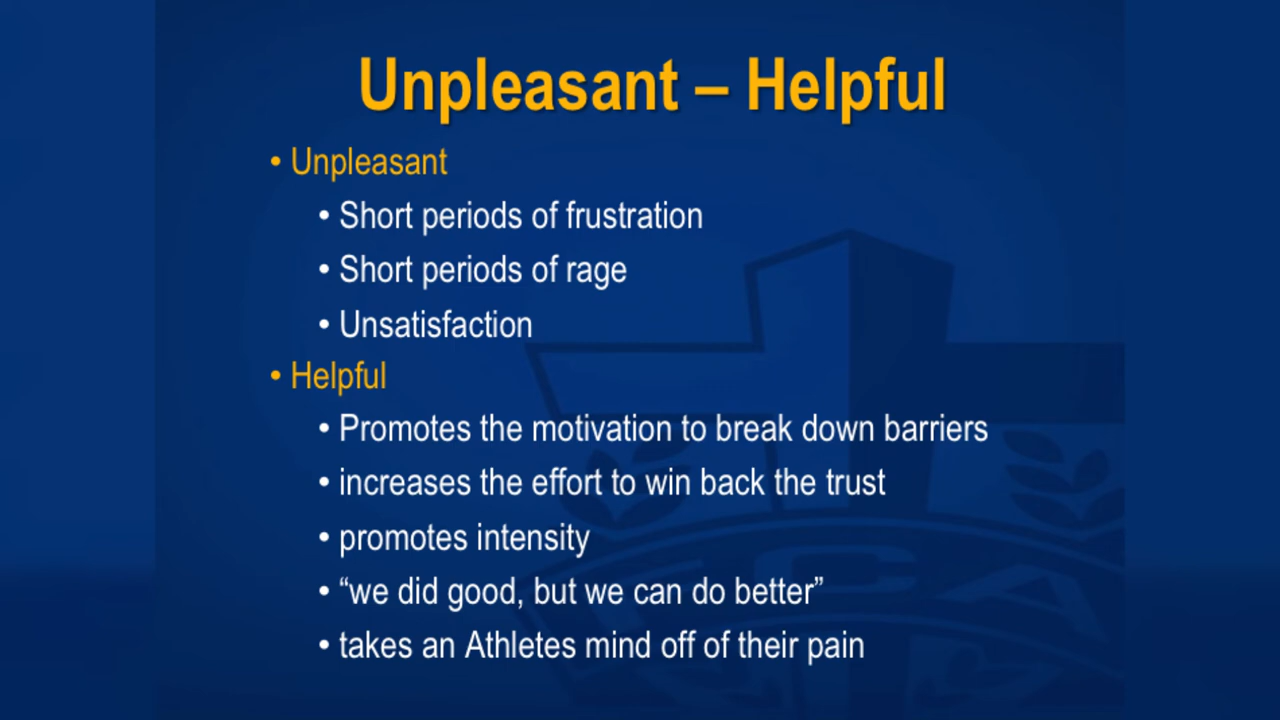 Unpleasant – Helpful
• Unpleasant
• Short periods of frustration
• Short periods of rage
• Unsatisfaction
• Helpful
• Promotes the motivation to break down barriers
• increases the effort to win back the trust
• promotes intensity
• “we did good, but we can do better”
• takes an Athletes mind off of their pain